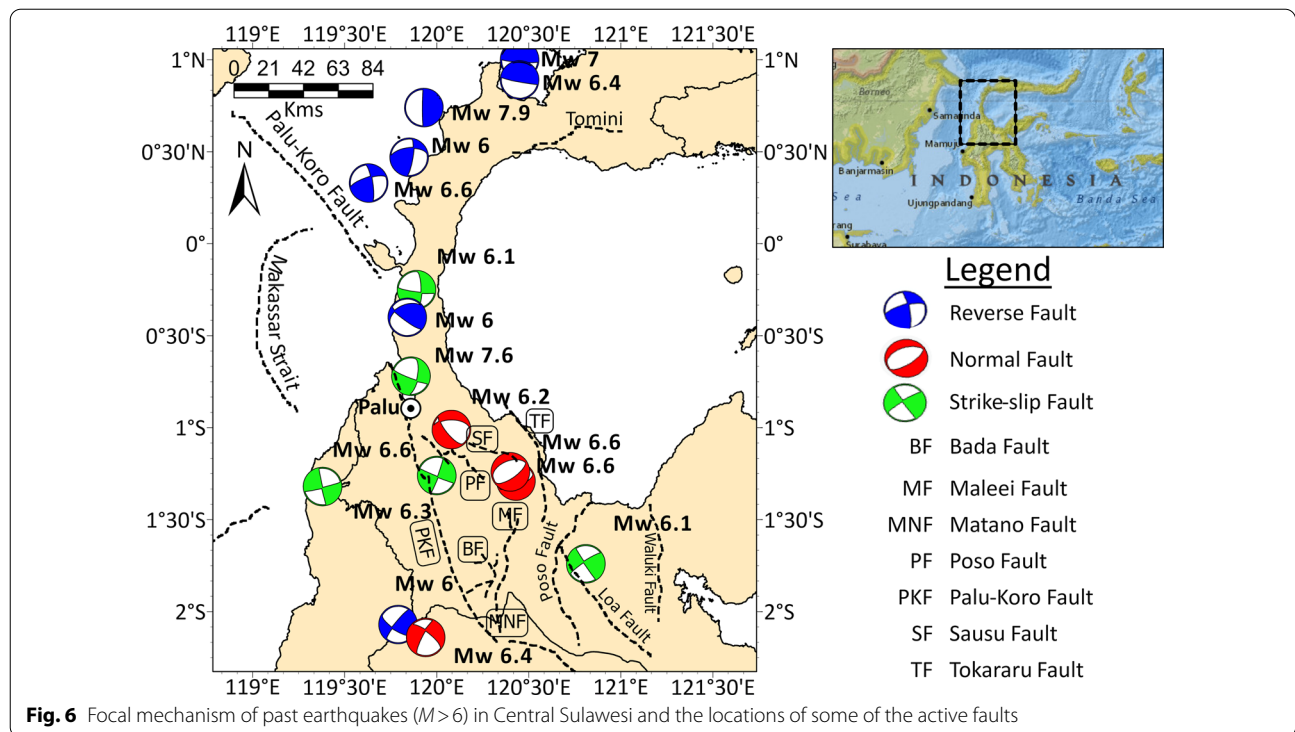 119°E 119°30'E 120°E 120°30'E 121°E 121°30'E
1°N
0°30'N
0°
0°30'S
1°S
1°30'S
2°S
1°N
0°30'N
0°
0°30'S
1°S
1°30'S
2°S
119°E 119°30'E 120°E 120°30'E 121°E 121°30'E
0 21 42 63 84
Kms
N
Mw 7
Mw 6.4
Mw 7.9
Tomini
Mw 6
Palu-Koro Fault
Mw 6.6
Makassar Strait
Mw 6.1
Mw 6
Mw 7.6
Mw 6.2
Palu
TF
SF
Mw 6.6
Mw 6.6
Mw 6.6
PF
Mw 6.3
MF
Mw 6.1
PKF
BF
Poso Fault
Waluki Fault
Mw 6
Loa Fault
MNF
Mw 6.4
Borneo
Samarinda
Mamuju
Banjarmasin
INDONESIA
Ujungpandang
Banda Sea
Sea
rang
Surabaya
Legend
Reverse Fault
Normal Fault
Strike-slip Fault
BF Bada Fault
MF Maleei Fault
MNF Matano Fault
PF Poso Fault
PKF Palu-Koro Fault
SF Sausu Fault
TF Tokararu Fault
Fig. 6 Focal mechanism of past earthquakes (M > 6) in Central Sulawesi and the locations of some of the active faults